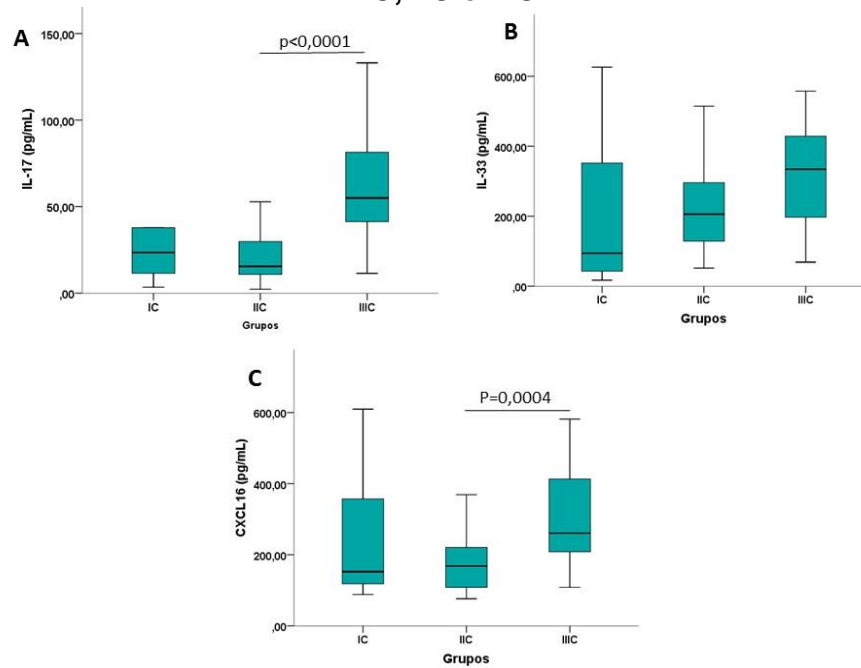 A
p<0,0001
150,00
100,00
50,00
,00
IL-17 (pg/mL)
IC
IIC
IIIC
Grupos
B
600,00
400,00
200,00
,00
IL-33 (pg/mL)
IC
IIC
IIIC
Grupos
C
P=0,0004
600,00
400,00
200,00
,00
CXCL16 (pg/mL)
IC
IIC
IIIC
Grupos